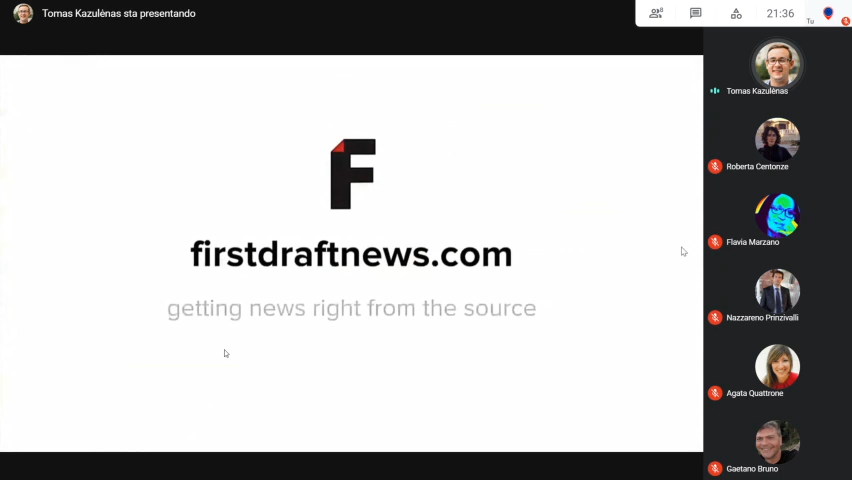 Tomas Kazulėnas sta presentando
8
21:36
Tu
F
firstdraftnews.com
getting news right from the source
Tomas Kazulėnas
Roberta Centonze
Flavia Marzano
Nazzareno Prinzivalli
Agata Quattrone
Gaetano Bruno